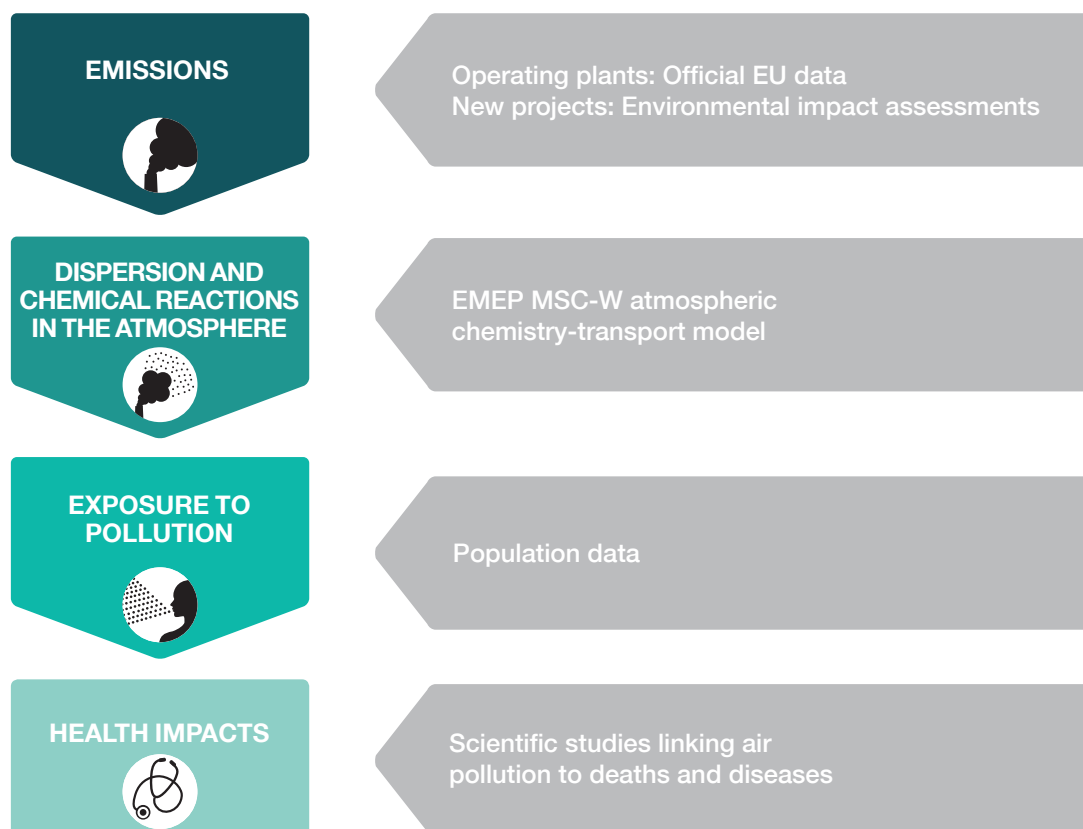 EMISSIONS
Operating plants: Official EU data
New projects: Environmental impact assessments
DISPERSION AND
CHEMICAL REACTIONS
IN THE ATMOSPHERE
EMEP MSC-W atmospheric
chemistry-transport model
EXPOSURE TO
POLLUTION
Population data
HEALTH IMPACTS
Scientific studies linking air
pollution to deaths and diseases